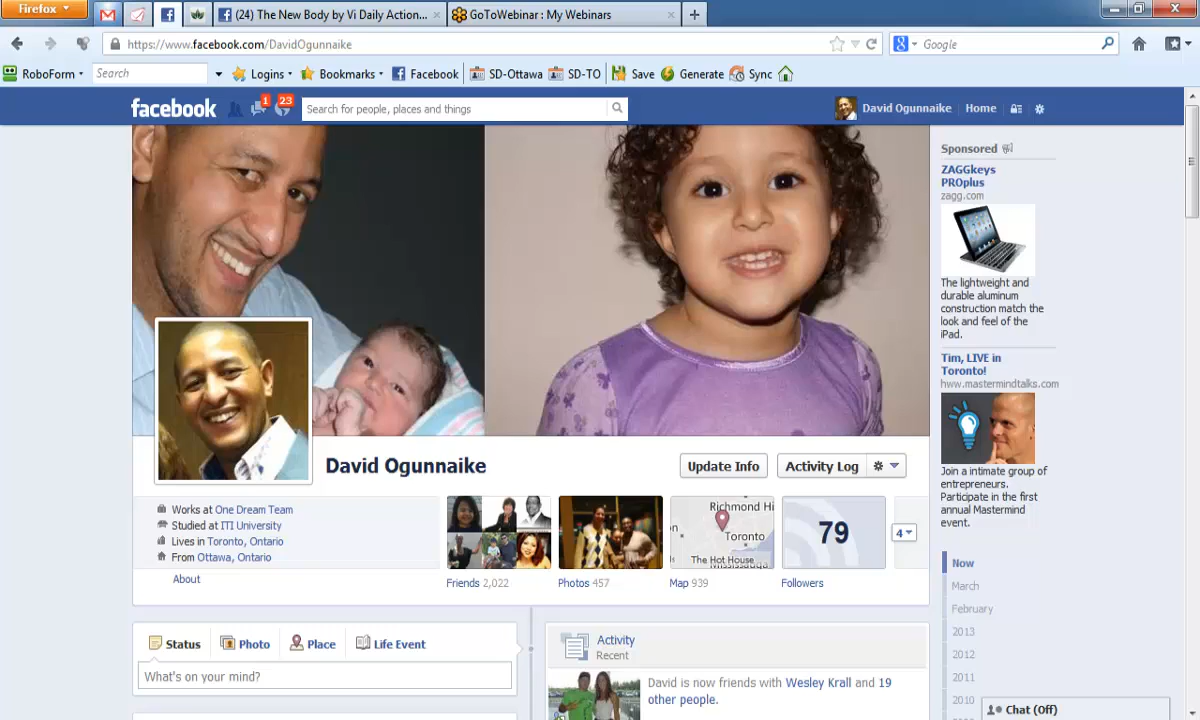 Firefox
(24) The New Body by Vi Daily Action...
GoToWebinar : My Webinars
https://www.facebook.com/DavidOgunnaike
Google
RoboForm
Search
Logins
Bookmarks
Facebook
SD-Ottawa
SD-TO
Save
Generate
Sync
facebook
1
23
Search for people, places and things
David Ogunnaike
Home
Sponsored
ZAGGkeys
PROplus
zagg.com
The lightweight and
durable aluminum
construction match the
look and feel of the
iPad.
Tim, LIVE in
Toronto!
hww.mastermindtalks.com
Join a intimate group of
entrepreneurs.
Participate in the first
annual Mastermind
event.
David Ogunnaike
Update Info
Activity Log
Works at One Dream Team
Studied at ITI University
Lives in Toronto, Ontario
From Ottawa, Ontario
About
Friends 2,022
Photos 457
Richmond Hi
Toronto
The Hot House
Map 939
79
Followers
4
Now
March
February
2013
2012
2011
2010
Status
Photo
Place
Life Event
What's on your mind?
Activity
Recent
David is now friends with Wesley Krall and 19
other people.
Chat (Off)